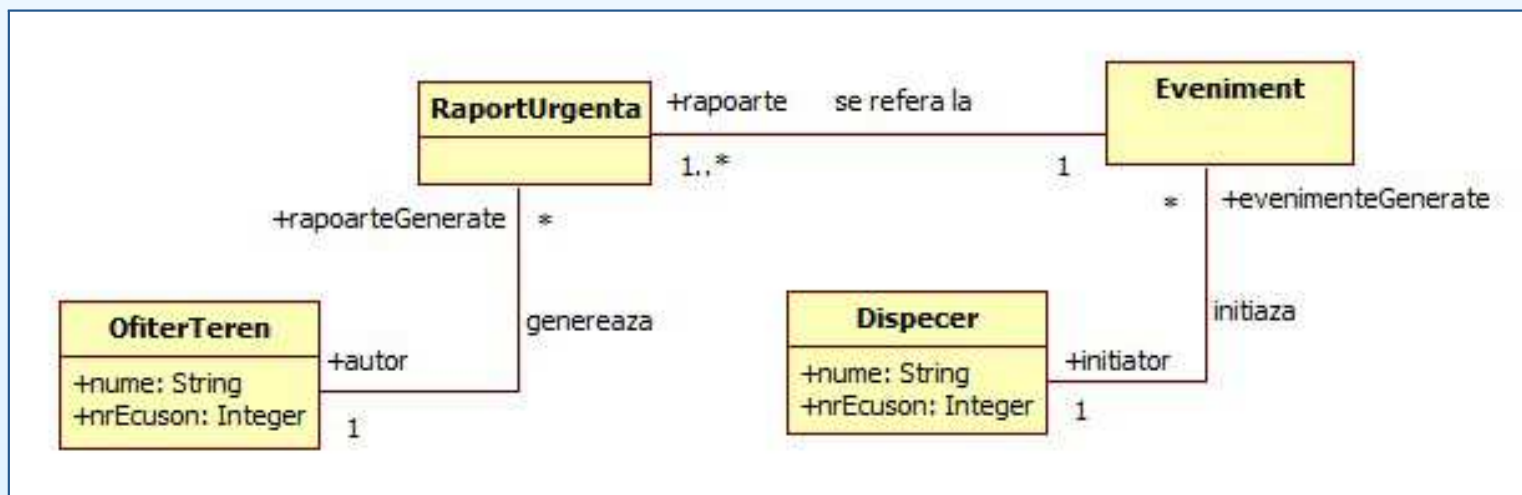 RaportUrgenta
+rapoarte
se refera la
Eveniment
1..*
1
+rapoarteGenerate
*
*
+evenimenteGenerate
OfiterTeren
+nume: String
+nrEcuson: Integer
+autor
1
genereaza
Dispecer
+nume: String
+nrEcuson: Integer
+initiator
1
initiaza